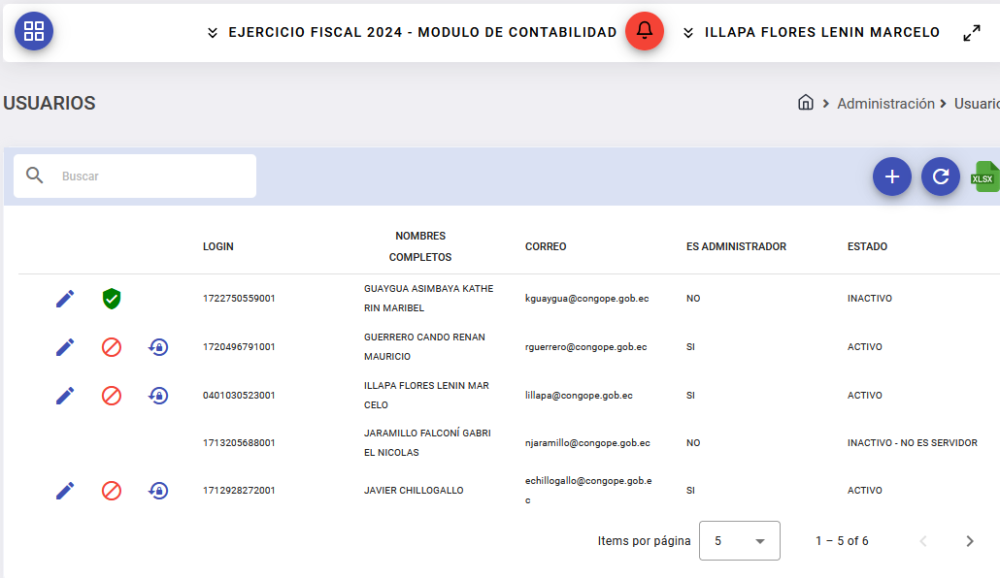 EJERCICIO FISCAL 2024 - MODULO DE CONTABILIDAD ILLAPA FLORES LENIN MARCELO
USUARIOS
Administración Usuario
Buscar
XLSX
LOGIN NOMBRES COMPLETOS CORREO ES ADMINISTRADOR ESTADO
1722750559001 GUAYGUA ASIMBAYA KATHE
RIN MARIBEL kguaygua@congope.gob.ec NO INACTIVO
1720496791001 GUERRERO CANDO RENAN
MAURICIO rguerrero@congope.gob.ec SI ACTIVO
0401030523001 ILLAPA FLORES LENIN MAR
CELO lillapa@congope.gob.ec SI ACTIVO
1713205688001 JARAMILLO FALCONÍ GABRI
EL NICOLAS njaramillo@congope.gob.ec NO INACTIVO - NO ES SERVIDOR
1712928272001 JAVIER CHILLOGALLO echillogallo@congope.gob.e
c SI ACTIVO
Items por página 5 1 – 5 of 6